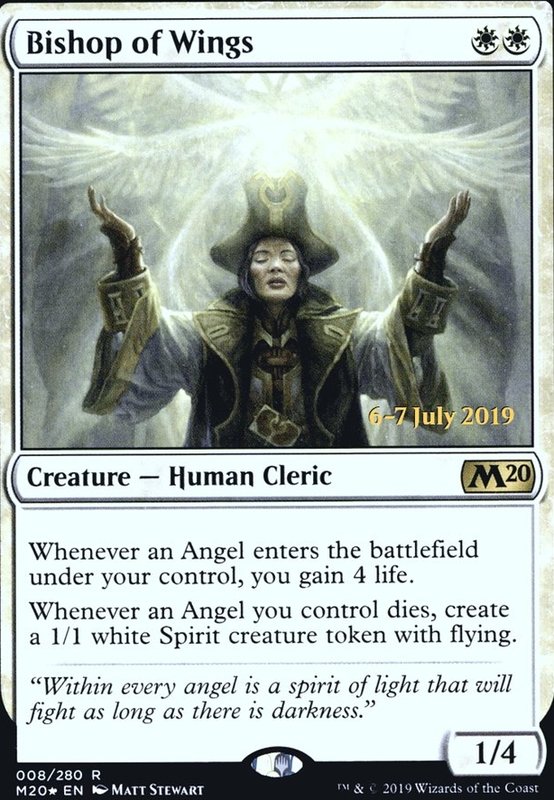 Bishop of Wings
6–7 July 2019
Creature — Human Cleric
M20
Whenever an Angel enters the battlefield
under your control, you gain 4 life.
Whenever an Angel you control dies, create
a 1/1 white Spirit creature token with flying.
“Within every angel is a spirit of light that will
fight as long as there is darkness.”
1/4
008/280 R
M20★ EN Matt Stewart
™ & © 2019 Wizards of the Coast